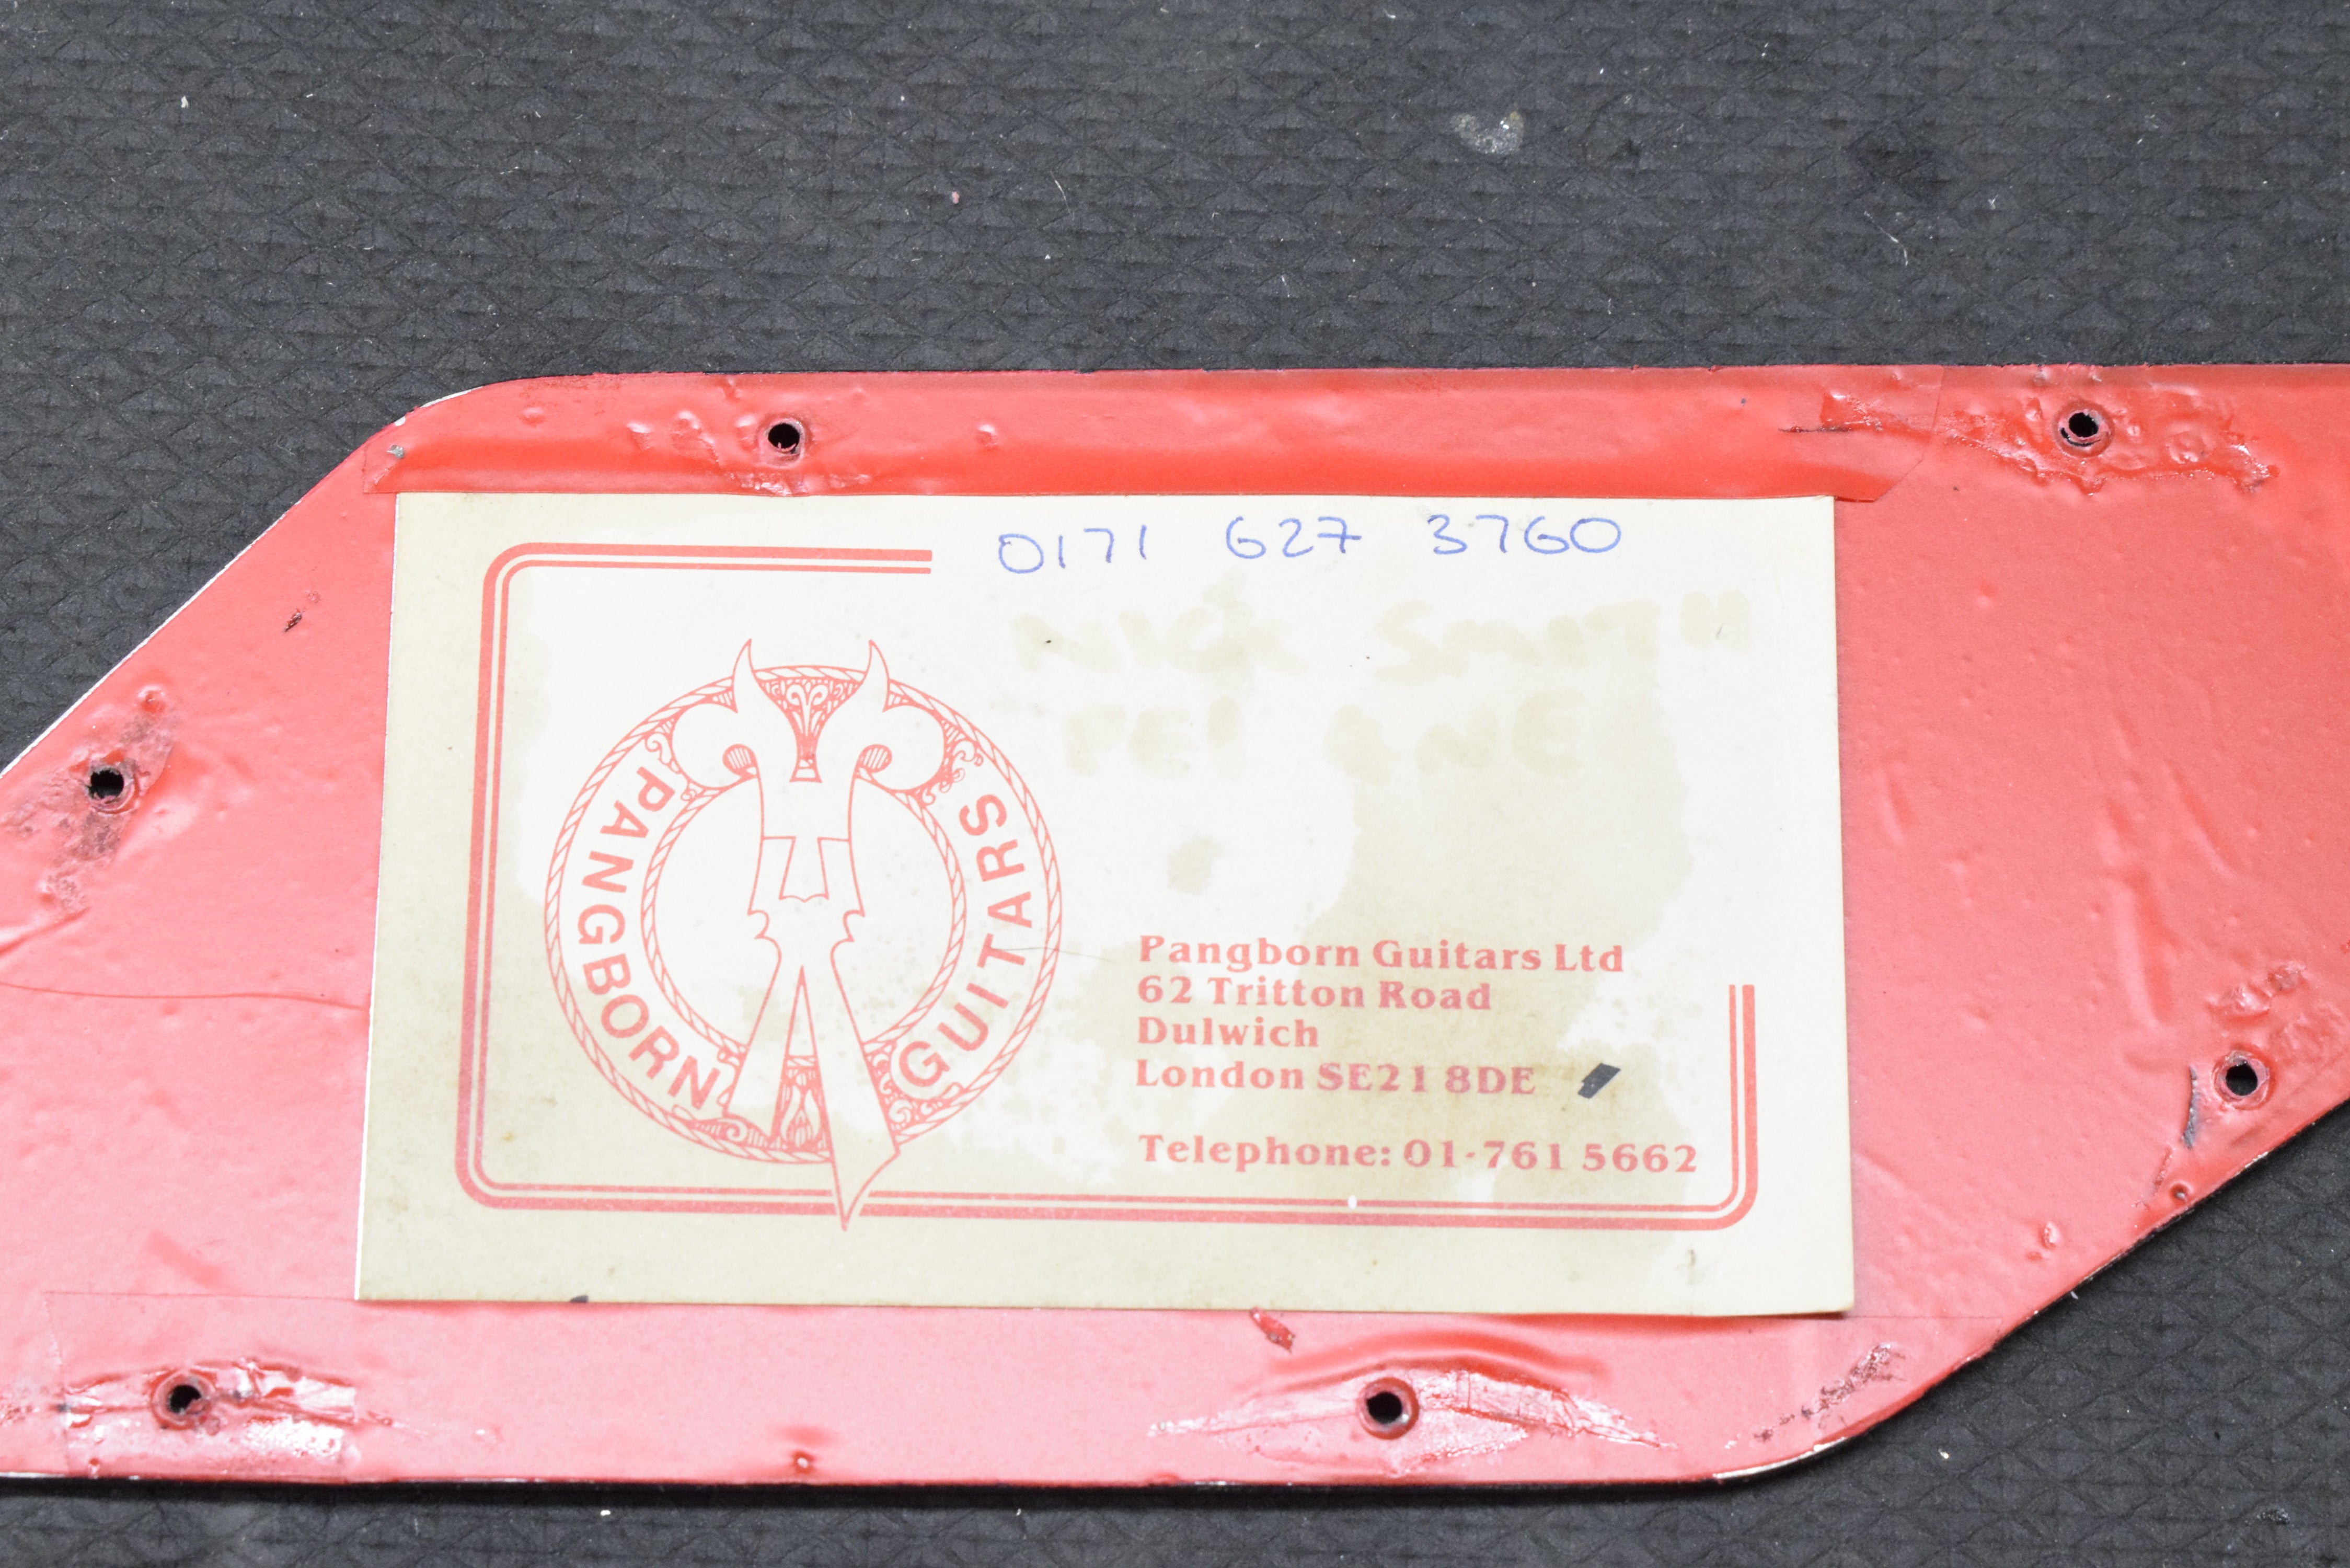 0171 627 3760
PANGBORN GUITARS
Pangborn Guitars Ltd
62 Tritton Road
Dulwich
London SE21 8DE
Telephone: 01-761 5662